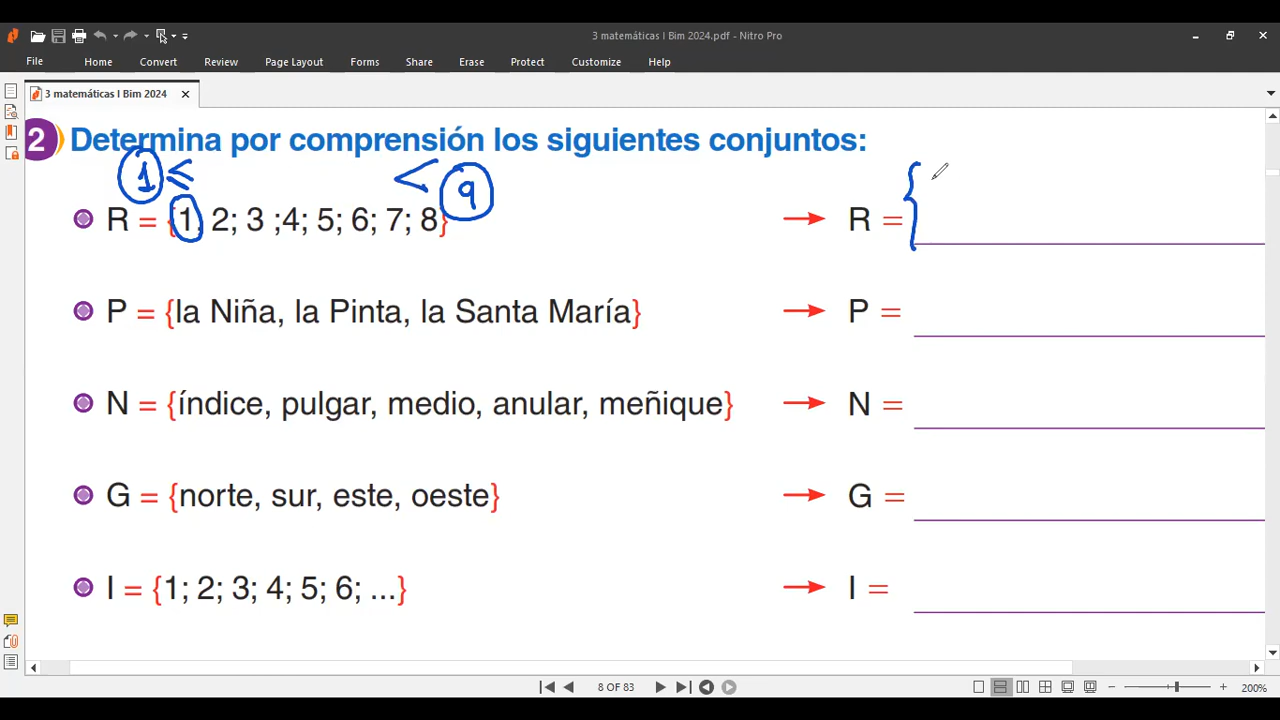 3 matemáticas I Bim 2024.pdf - Nitro Pro
File Home Convert Review Page Layout Forms Share Erase Protect Customize Help
3 matemáticas I Bim 2024
2 Determina por comprensión los siguientes conjuntos:
1 ≤ < 9
R = {1, 2; 3 ;4; 5; 6; 7; 8} → R = {
P = {la Niña, la Pinta, la Santa María} → P =
N = {índice, pulgar, medio, anular, meñique} → N =
G = {norte, sur, este, oeste} → G =
I = {1; 2; 3; 4; 5; 6; ...} → I =
8 OF 83
200%